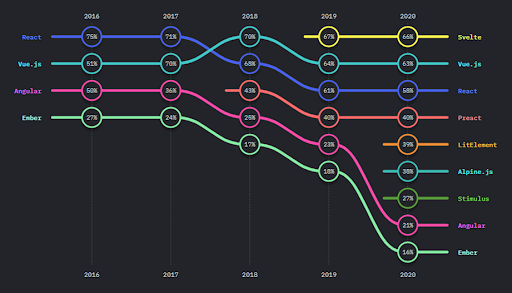 2016 2017 2018 2019 2020
React 75% 71% 70% 67% 66% Svelte
Vue.js 51% 70% 68% 64% 63% Vue.js
Angular 50% 36% 43% 61% 58% React
Ember 27% 24% 25% 40% 40% Preact
17% 23% 39% LitElement
18% 38% Alpine.js
27% Stimulus
21% Angular
16% Ember
2016 2017 2018 2019 2020